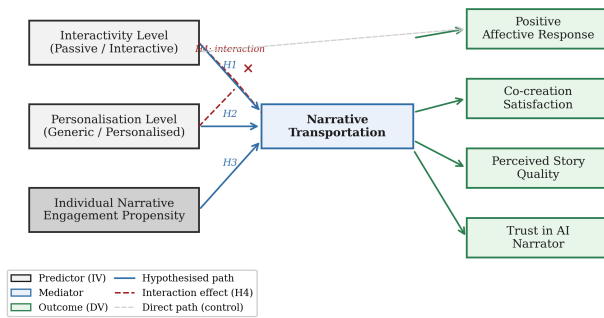 Interactivity Level
(Passive / Interactive)
Positive
Affective Response
H4: interaction
H1
×
Personalisation Level
(Generic / Personalised)
H2
Narrative
Transportation
Co-creation
Satisfaction
H3
Perceived Story
Quality
Individual Narrative
Engagement Propensity
Trust in AI
Narrator
Predictor (IV)
Mediator
Outcome (DV)
Hypothesised path
Interaction effect (H4)
Direct path (control)